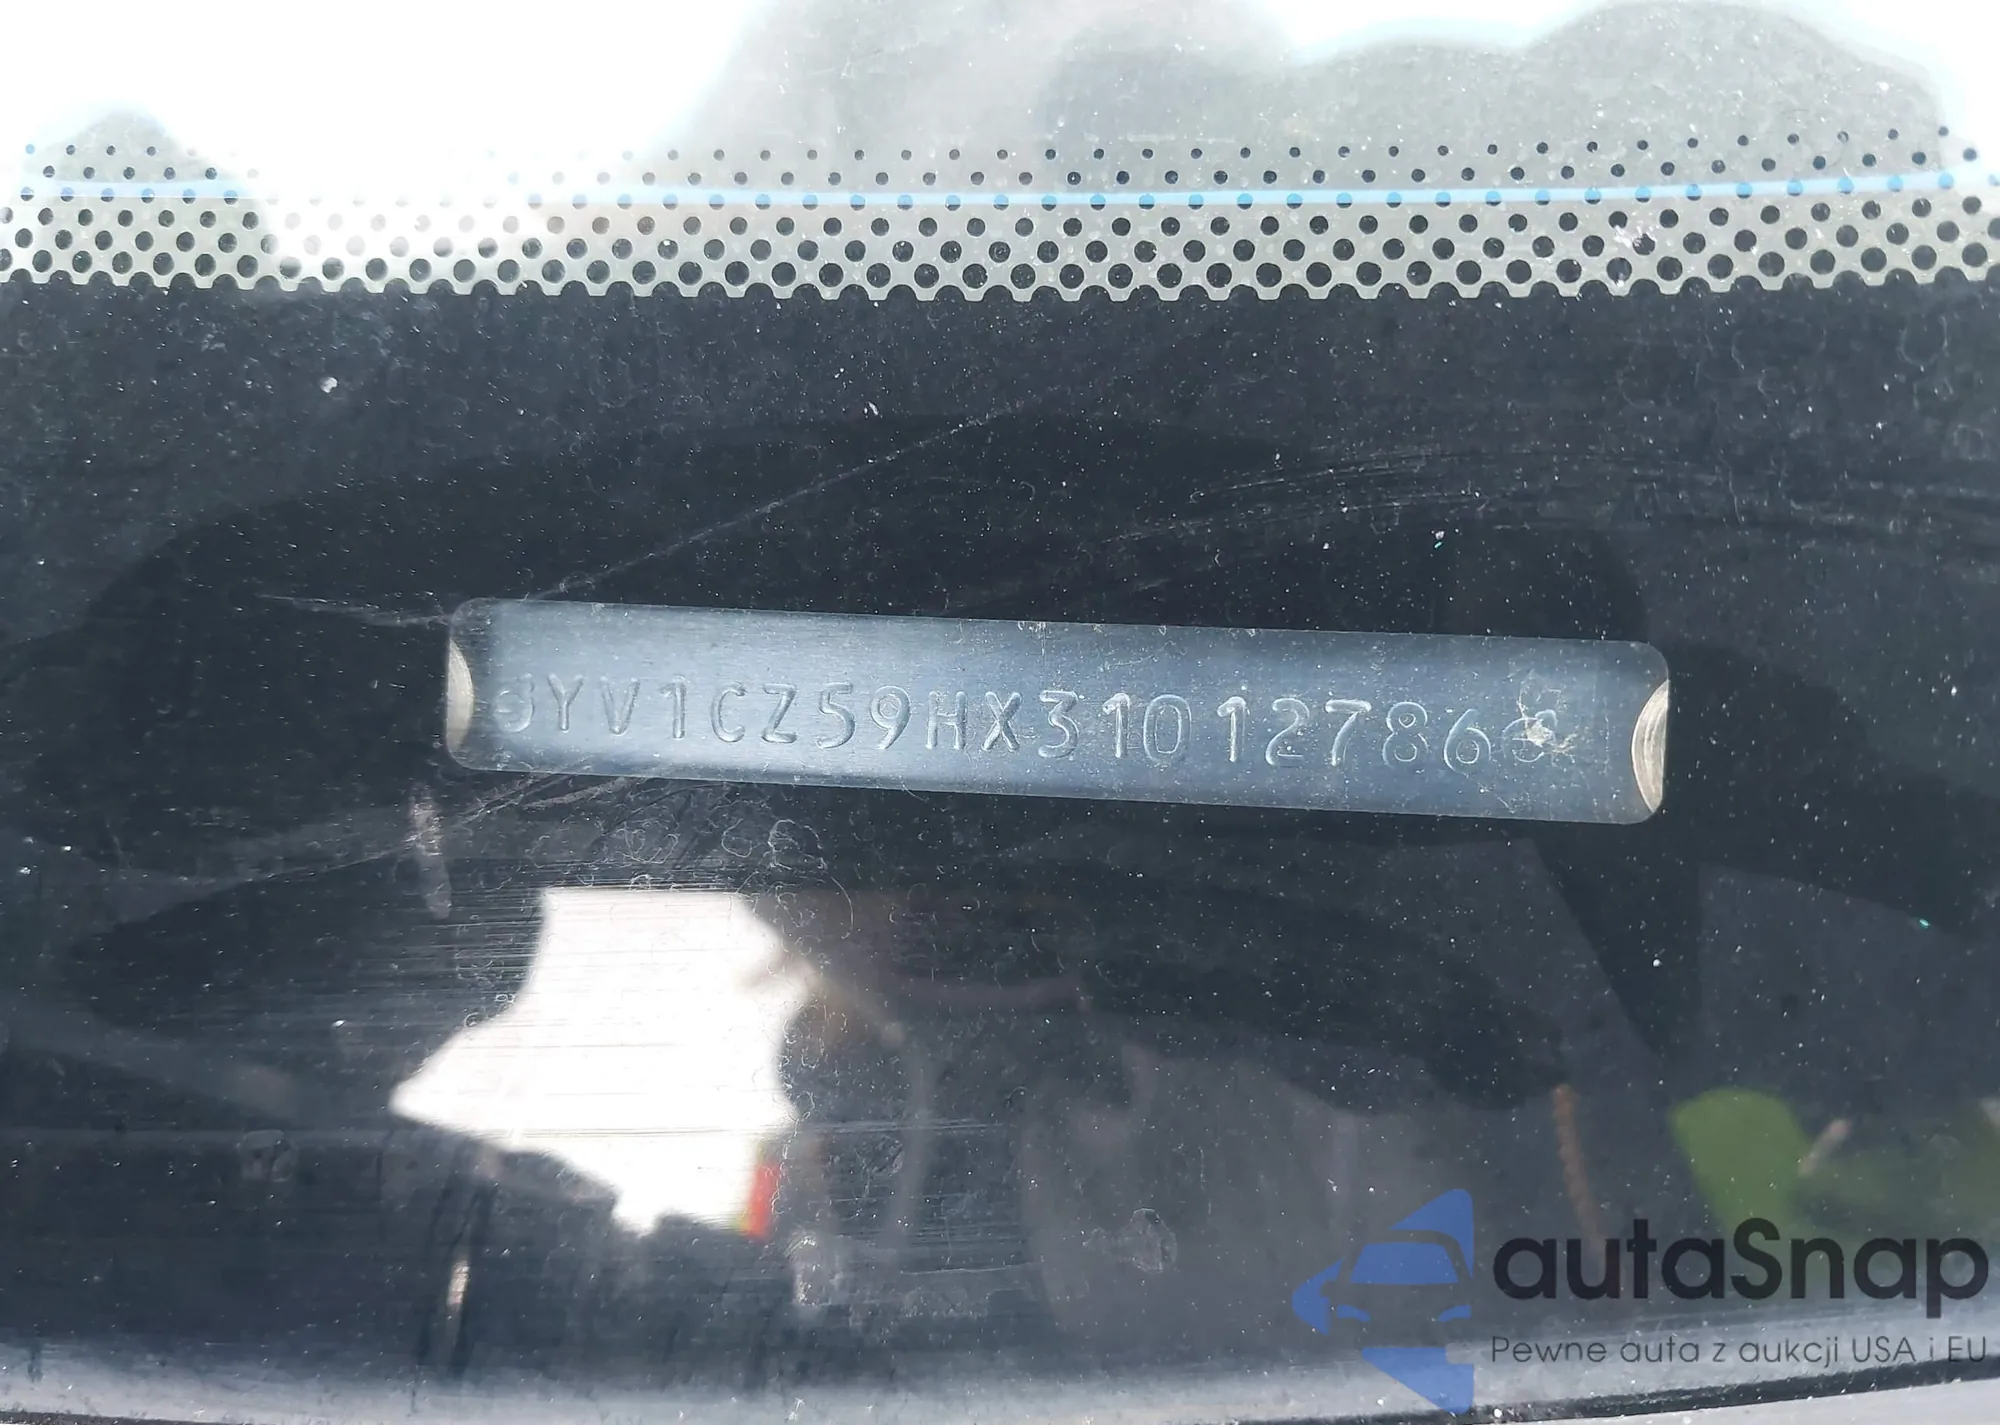 YV1CZ59HX31012786
autaSnap
Pewne auta z aukcji USA i EU